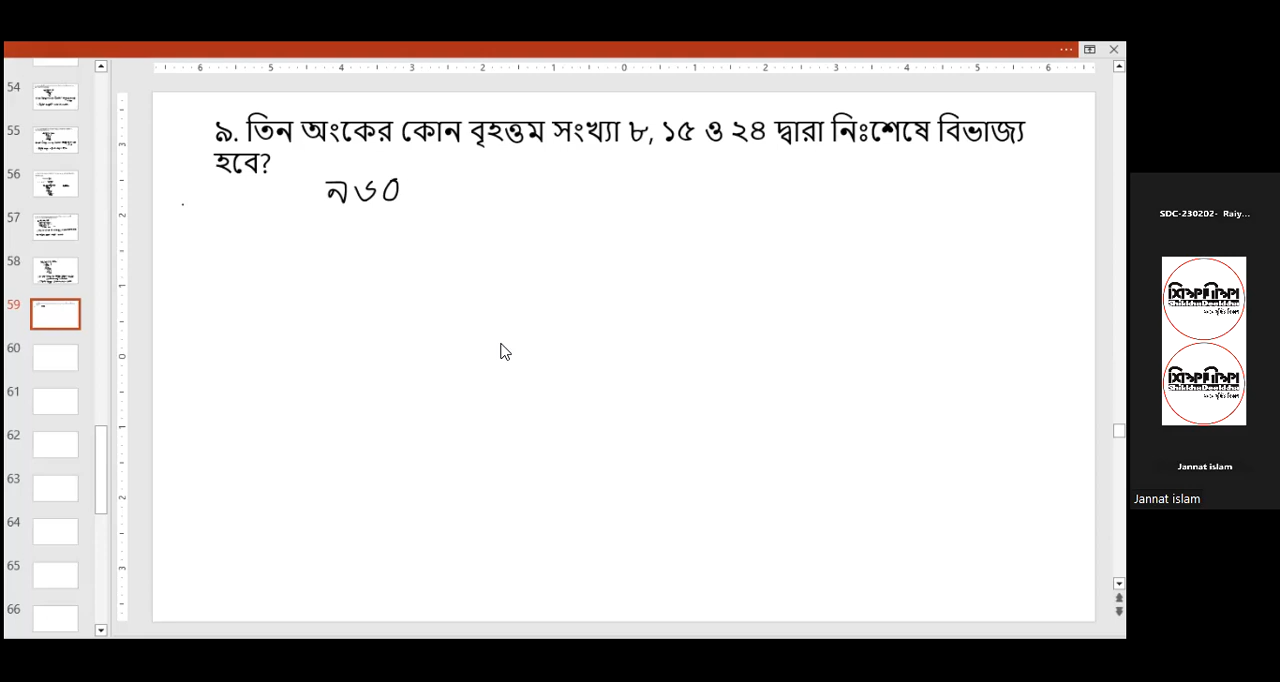 54
55
56
57
58
59
60
61
62
63
64
65
66
৯. তিন অংকের কোন বৃহত্তম সংখ্যা ৮, ১৫ ও ২৪ দ্বারা নিঃশেষে বিভাজ্য
হবে?
SDC-230202- Raiy...
Jannat islam
Jannat islam